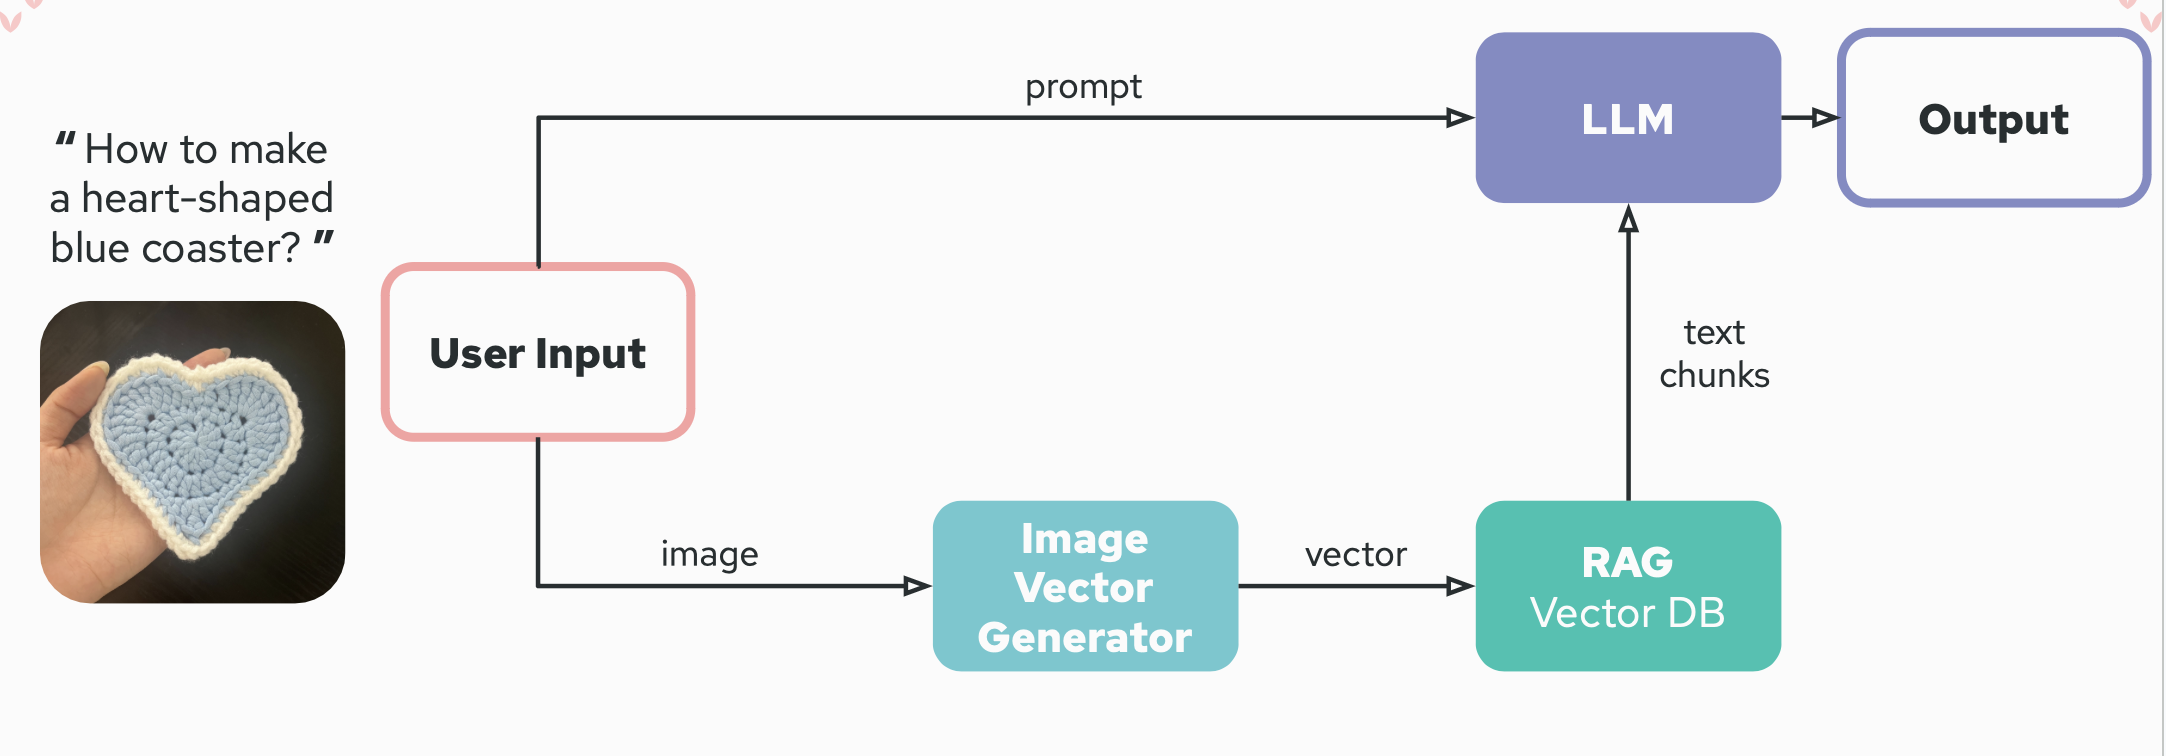 “ How to make
a heart-shaped
blue coaster? ”
User Input
prompt
LLM
Output
image
Image
Vector
Generator
vector
RAG
Vector DB
text
chunks